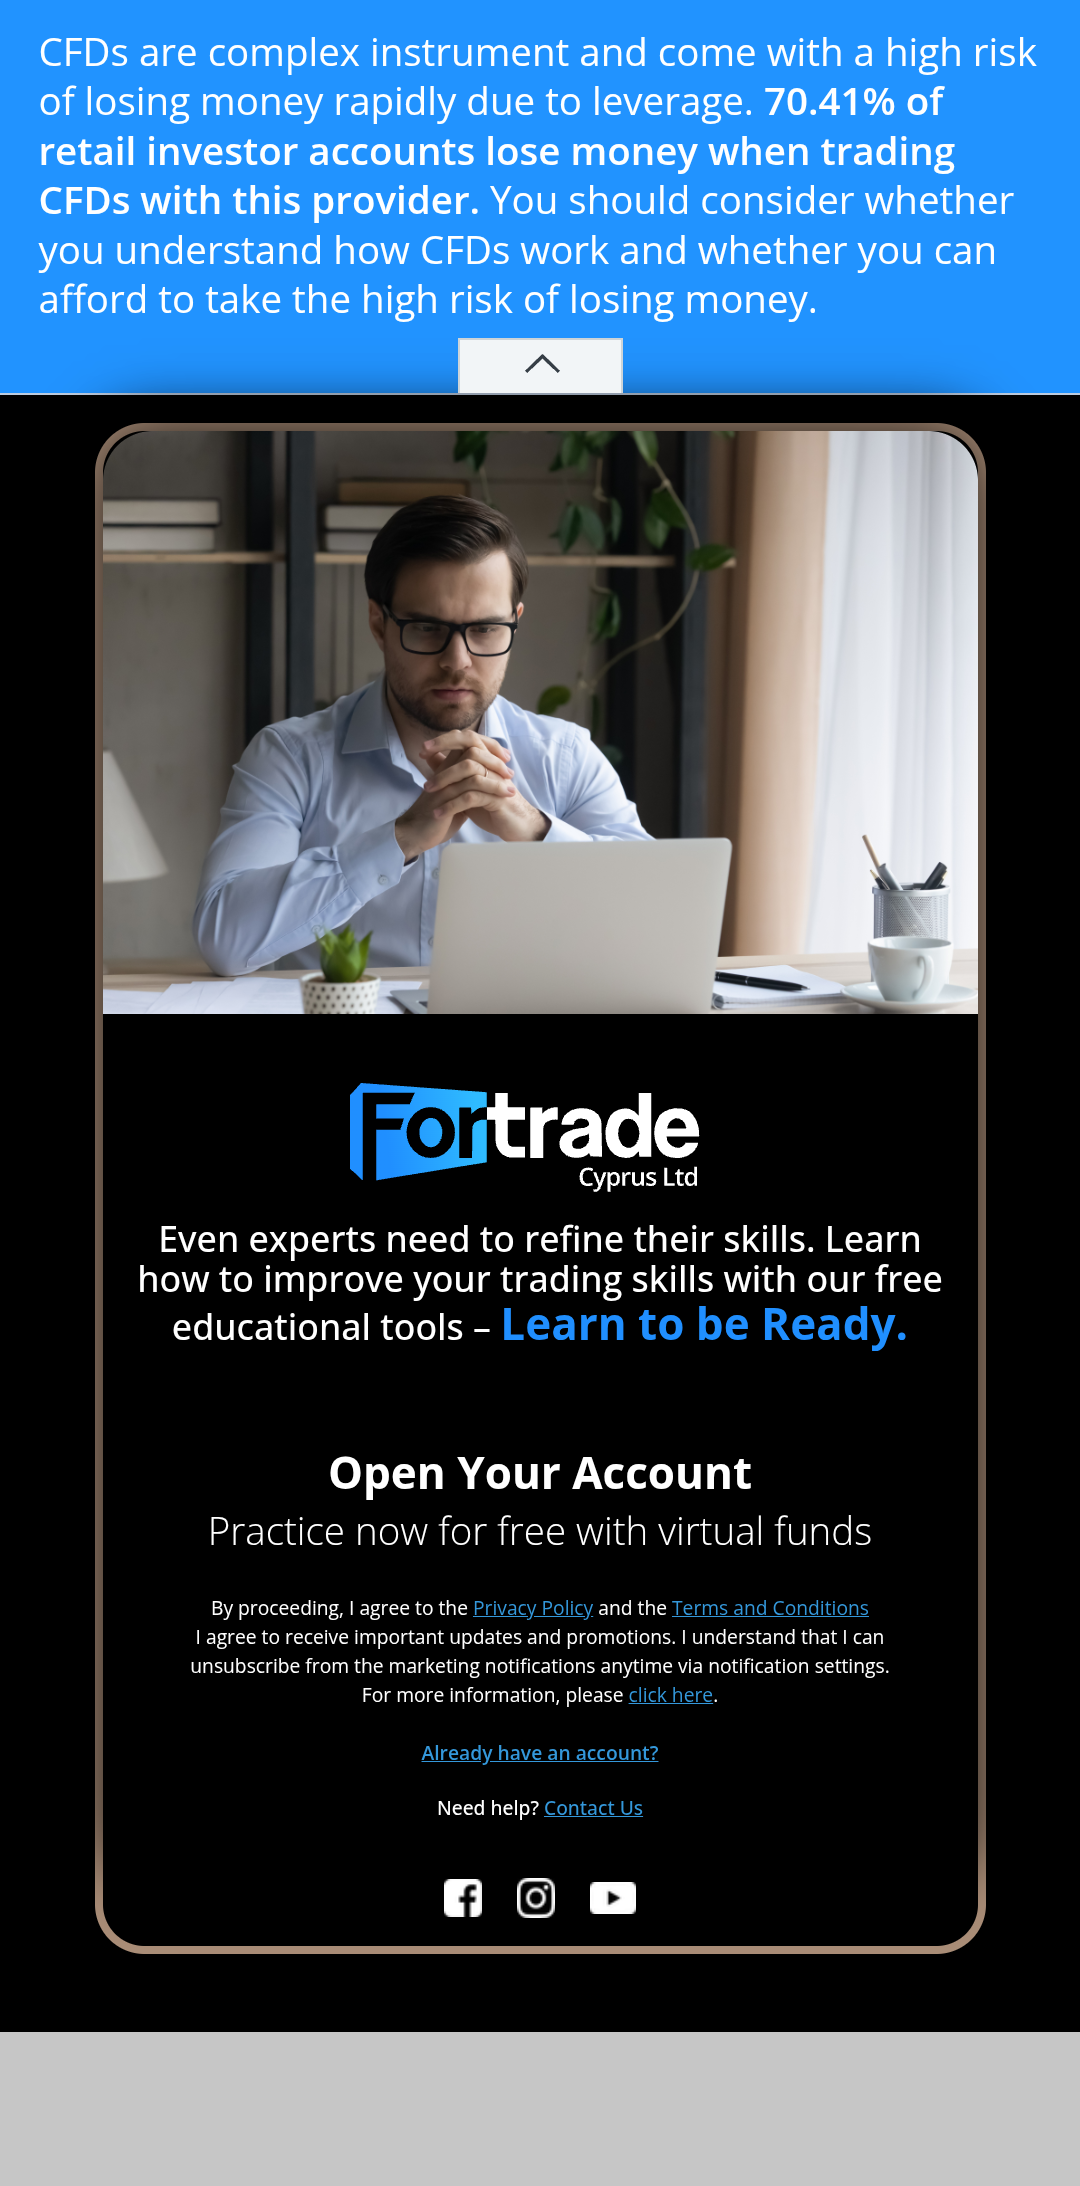 CFDs are complex instrument and come with a high risk
of losing money rapidly due to leverage. 70.41% of
retail investor accounts lose money when trading
CFDs with this provider. You should consider whether
you understand how CFDs work and whether you can
afford to take the high risk of losing money.
Fortrade
Cyprus Ltd
Even experts need to refine their skills. Learn
how to improve your trading skills with our free
educational tools – Learn to be Ready.
Open Your Account
Practice now for free with virtual funds
By proceeding, I agree to the Privacy Policy and the Terms and Conditions
I agree to receive important updates and promotions. I understand that I can
unsubscribe from the marketing notifications anytime via notification settings.
For more information, please click here.
Already have an account?
Need help? Contact Us